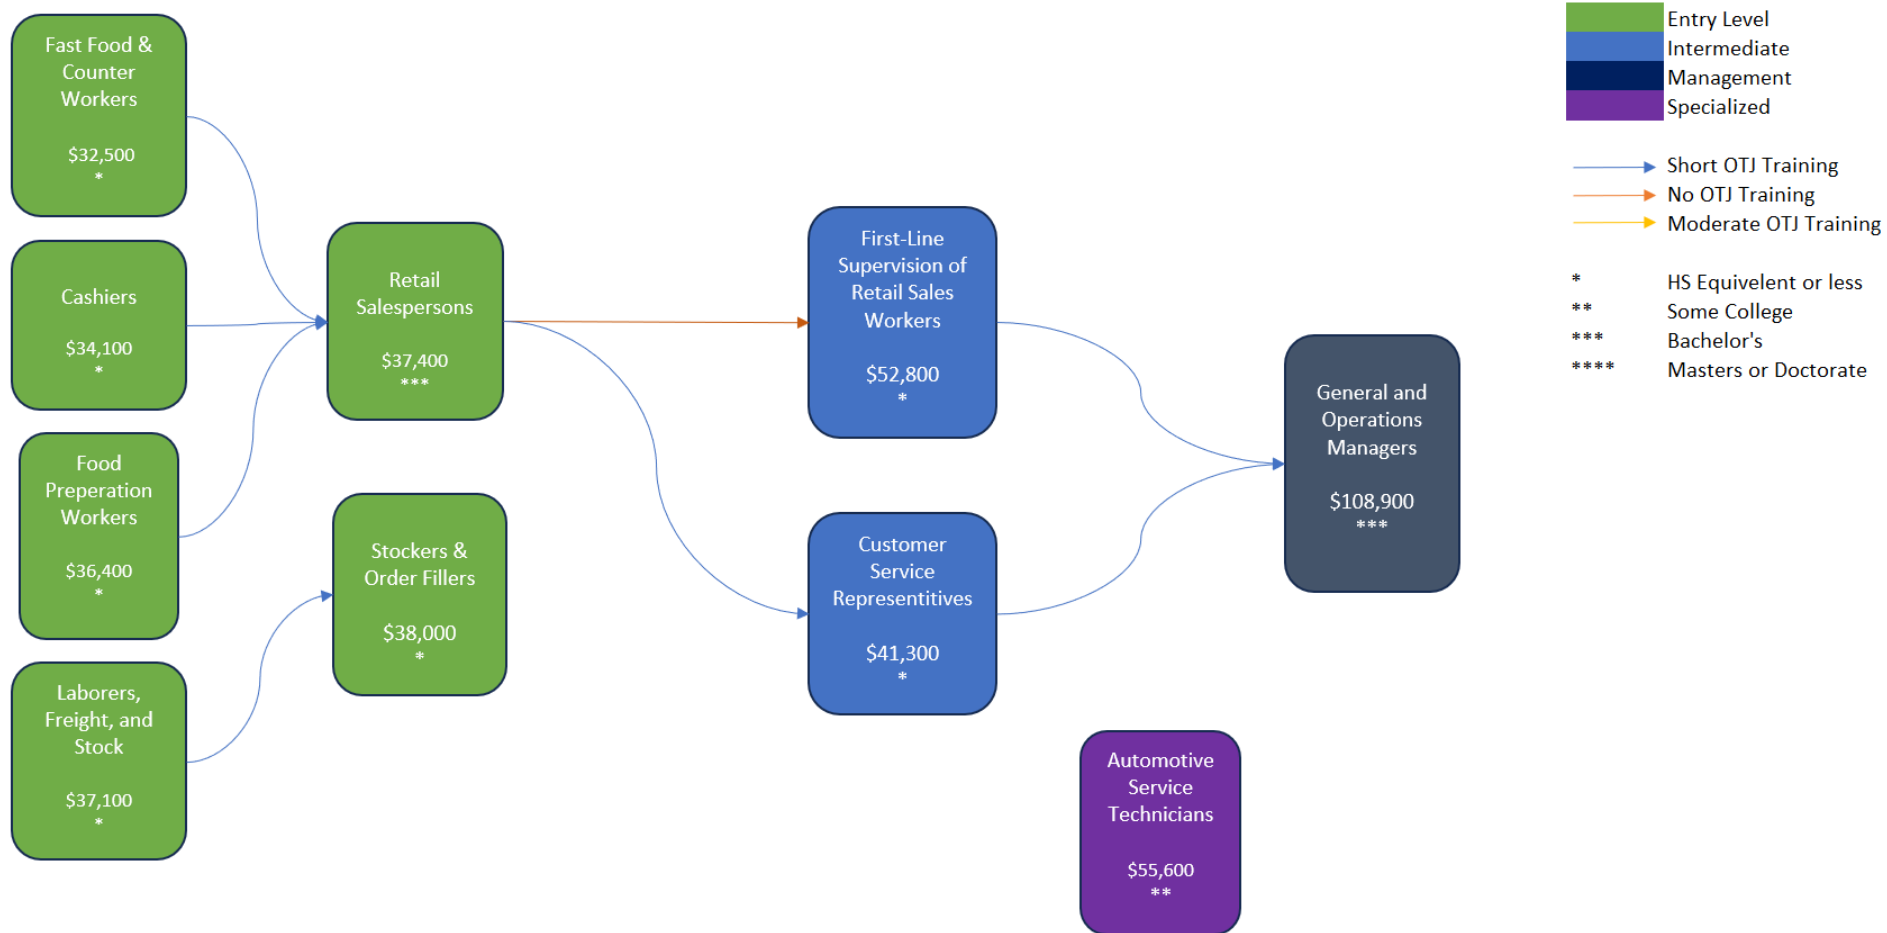 Fast Food &
Counter
Workers
$32,500
*
Cashiers
$34,100
*
Food
Preperation
Workers
$36,400
*
Laborers,
Freight, and
Stock
$37,100
*
Retail
Salespersons
$37,400
***
Stockers &
Order Fillers
$38,000
*
First-Line
Supervision of
Retail Sales
Workers
$52,800
*
Customer
Service
Representitives
$41,300
*
Automotive
Service
Technicians
$55,600
**
General and
Operations
Managers
$108,900
***
Entry Level
Intermediate
Management
Specialized
Short OTJ Training
No OTJ Training
Moderate OTJ Training
* HS Equivelent or less
** Some College
*** Bachelor's
**** Masters or Doctorate